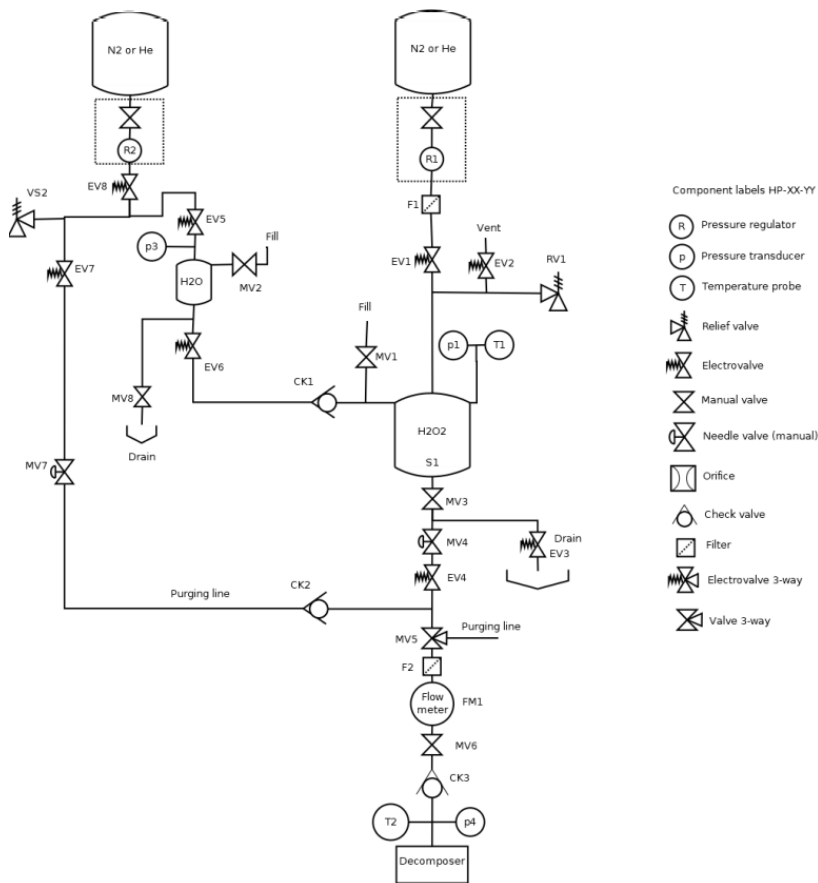 N2 or He
N2 or He
R2
R1
VS2
EV8
EV5
F1
Vent
p3
Fill
EV7
EV1
EV2
RV1
H2O
MV2
Fill
p1
T1
MV1
EV6
CK1
MV8
H2O2
Drain
S1
MV7
MV3
Drain
MV4
EV3
CK2
EV4
Purging line
Purging line
MV5
F2
Flow
meter
FM1
MV6
CK3
T2
p4
Decomposer
Component labels HP-XX-YY
R
Pressure regulator
p
Pressure transducer
T
Temperature probe
Relief valve
Electrovalve
Manual valve
Needle valve (manual)
Orifice
Check valve
Filter
Electrovalve 3-way
Valve 3-way